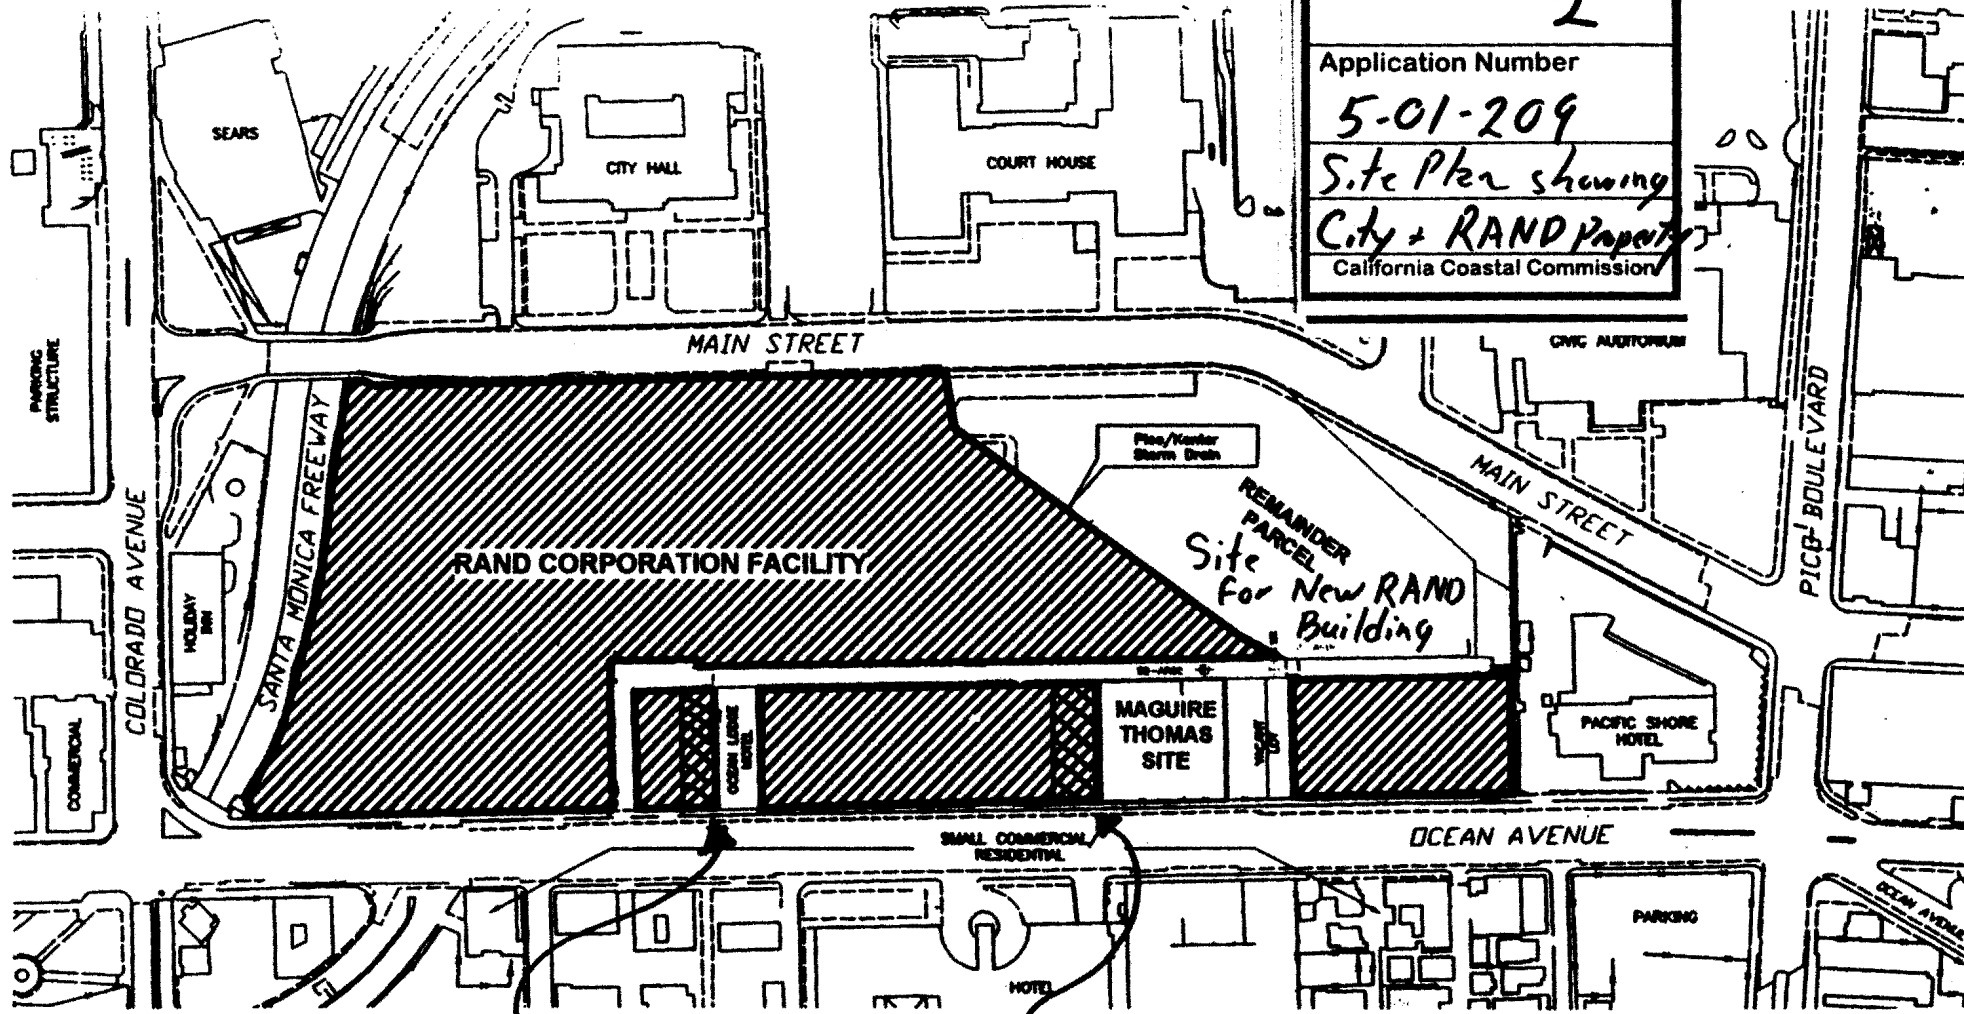 2
Application Number
5-01-209
Site Plan showing
City + RAND Property
California Coastal Commission
SEARS
CITY HALL
COURT HOUSE
CIVIC AUDITORIUM
MAIN STREET
PARKING
STRUCTURE
COLORADO AVENUE
HOLIDAY
INN
SANTA MONICA FREEWAY
RAND CORPORATION FACILITY
Storm Drain
REMAINDER
PARCEL
Site
for New RAND
Building
MAIN STREET
PICO BOULEVARD
COMMERCIAL
OCEAN LODGE
HOTEL
MAGUIRE
THOMAS
SITE
VACANT
LOT
PACIFIC SHORE
HOTEL
SMALL COMMERCIAL
RESIDENTIAL
OCEAN AVENUE
HOTEL
PARKING
OCEAN AVENUE